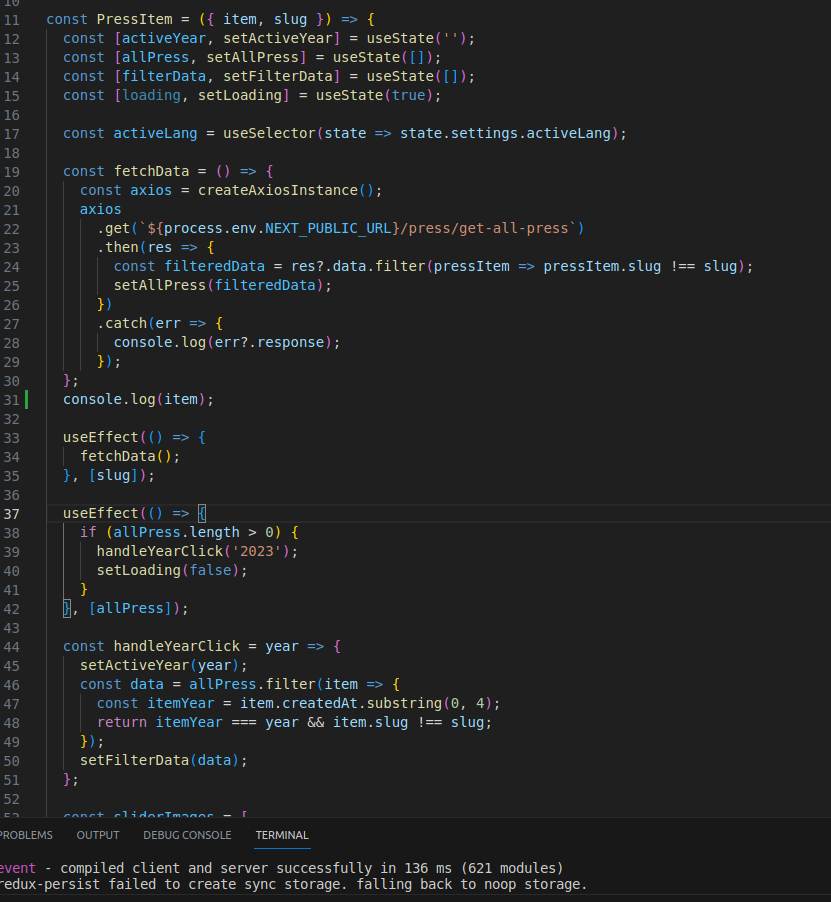 10
11 const PressItem = ({ item, slug }) => {
12 const [activeYear, setActiveYear] = useState('');
13 const [allPress, setAllPress] = useState([]);
14 const [filterData, setFilterData] = useState([]);
15 const [loading, setLoading] = useState(true);
16
17 const activeLang = useSelector(state => state.settings.activeLang);
18
19 const fetchData = () => {
20 const axios = createAxiosInstance();
21 axios
22 .get(`${process.env.NEXT_PUBLIC_URL}/press/get-all-press`)
23 .then(res => {
24 const filteredData = res?.data.filter(pressItem => pressItem.slug !== slug);
25 setAllPress(filteredData);
26 })
27 .catch(err => {
28 console.log(err?.response);
29 });
30 };
31 console.log(item);
32
33 useEffect(() => {
34 fetchData();
35 }, [slug]);
36
37 useEffect(() => {
38 if (allPress.length > 0) {
39 handleYearClick('2023');
40 setLoading(false);
41 }
42 }, [allPress]);
43
44 const handleYearClick = year => {
45 setActiveYear(year);
46 const data = allPress.filter(item => {
47 const itemYear = item.createdAt.substring(0, 4);
48 return itemYear === year && item.slug !== slug;
49 });
50 setFilterData(data);
51 };
52
53 const sliderImages = [
PROBLEMS OUTPUT DEBUG CONSOLE TERMINAL
event - compiled client and server successfully in 136 ms (621 modules)
redux-persist failed to create sync storage. falling back to noop storage.